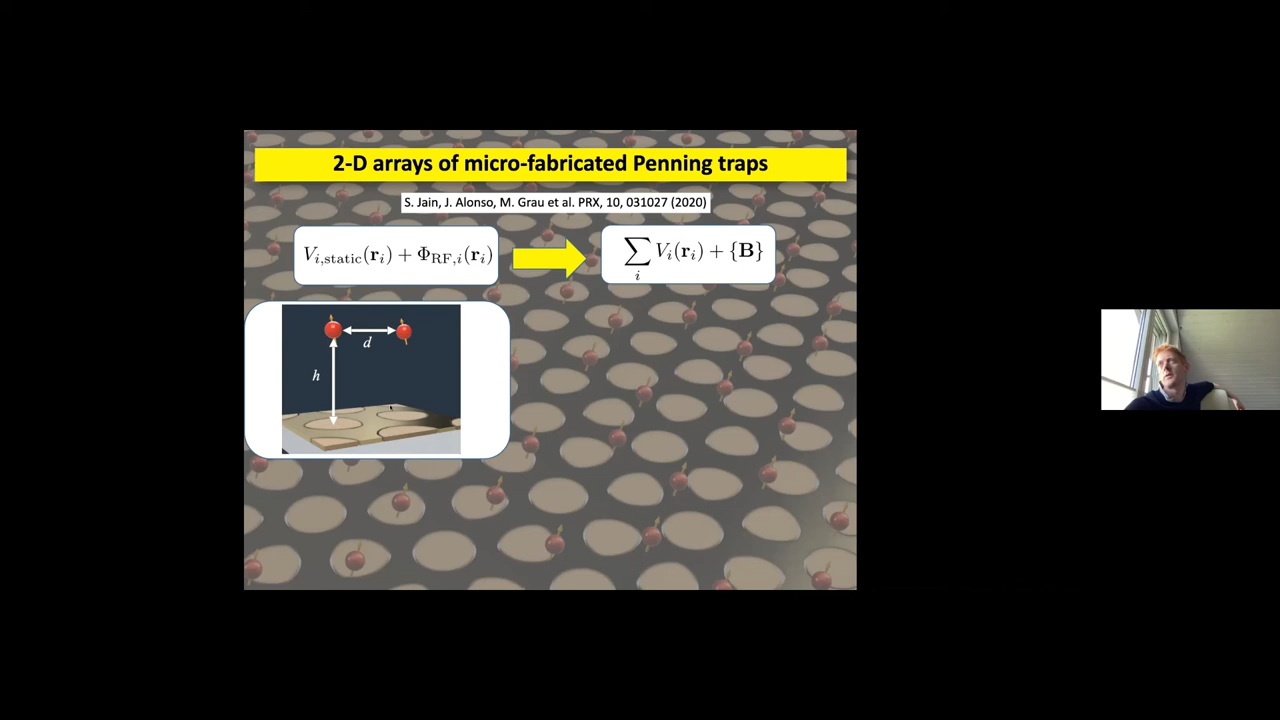 2-D arrays of micro-fabricated Penning traps
S. Jain, J. Alonso, M. Grau et al. PRX, 10, 031027 (2020)
V_{i,static}(r_i) + Φ_{RF,i}(r_i)
∑_i V_i(r_i) + {B}
d
h